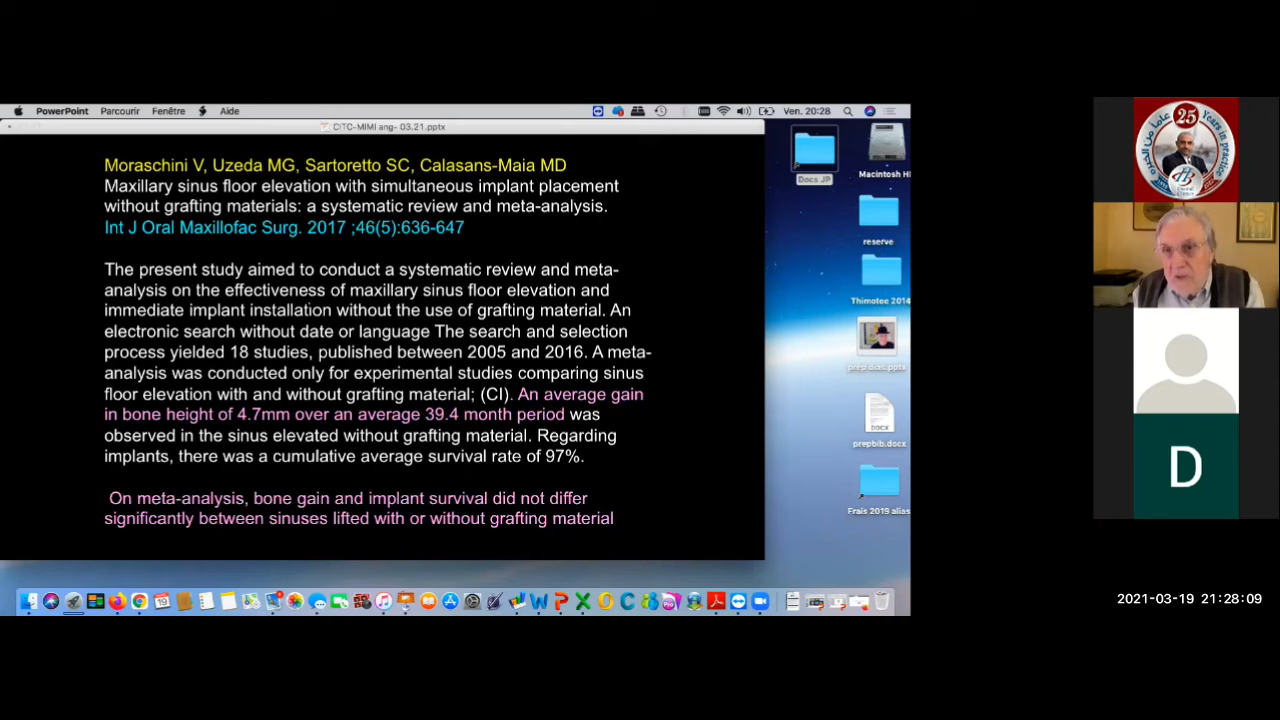 PowerPoint Parcourir Fenêtre Aide
Ven. 20:28
CITC-MIMI ang- 03.21.pptx
Moraschini V, Uzeda MG, Sartoretto SC, Calasans-Maia MD
Maxillary sinus floor elevation with simultaneous implant placement
without grafting materials: a systematic review and meta-analysis.
Int J Oral Maxillofac Surg. 2017 ;46(5):636-647
The present study aimed to conduct a systematic review and meta-
analysis on the effectiveness of maxillary sinus floor elevation and
immediate implant installation without the use of grafting material. An
electronic search without date or language The search and selection
process yielded 18 studies, published between 2005 and 2016. A meta-
analysis was conducted only for experimental studies comparing sinus
floor elevation with and without grafting material; (CI). An average gain
in bone height of 4.7mm over an average 39.4 month period was
observed in the sinus elevated without grafting material. Regarding
implants, there was a cumulative average survival rate of 97%.
On meta-analysis, bone gain and implant survival did not differ
significantly between sinuses lifted with or without grafting material
Docs JP
Macintosh H
reserve
Thimotee 2014
DOCX
prepbib.docx
Frais 2019 alias
25
Years in practice
D
2021-03-19 21:28:09